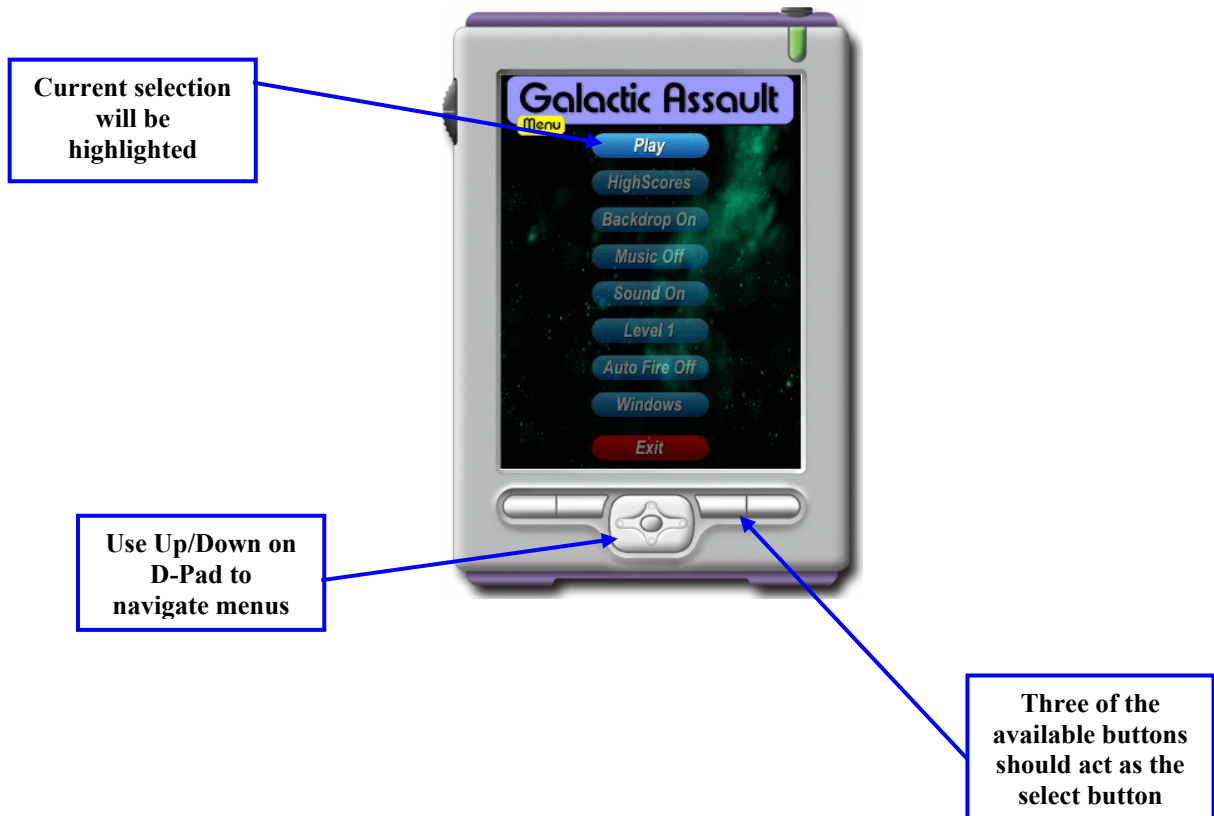 Current selection
will be
highlighted
Galactic Assault
Menu
Play
HighScores
Backdrop On
Music Off
Sound On
Level 1
Auto Fire Off
Windows
Exit
Use Up/Down on
D-Pad to
navigate menus
Three of the
available buttons
should act as the
select button